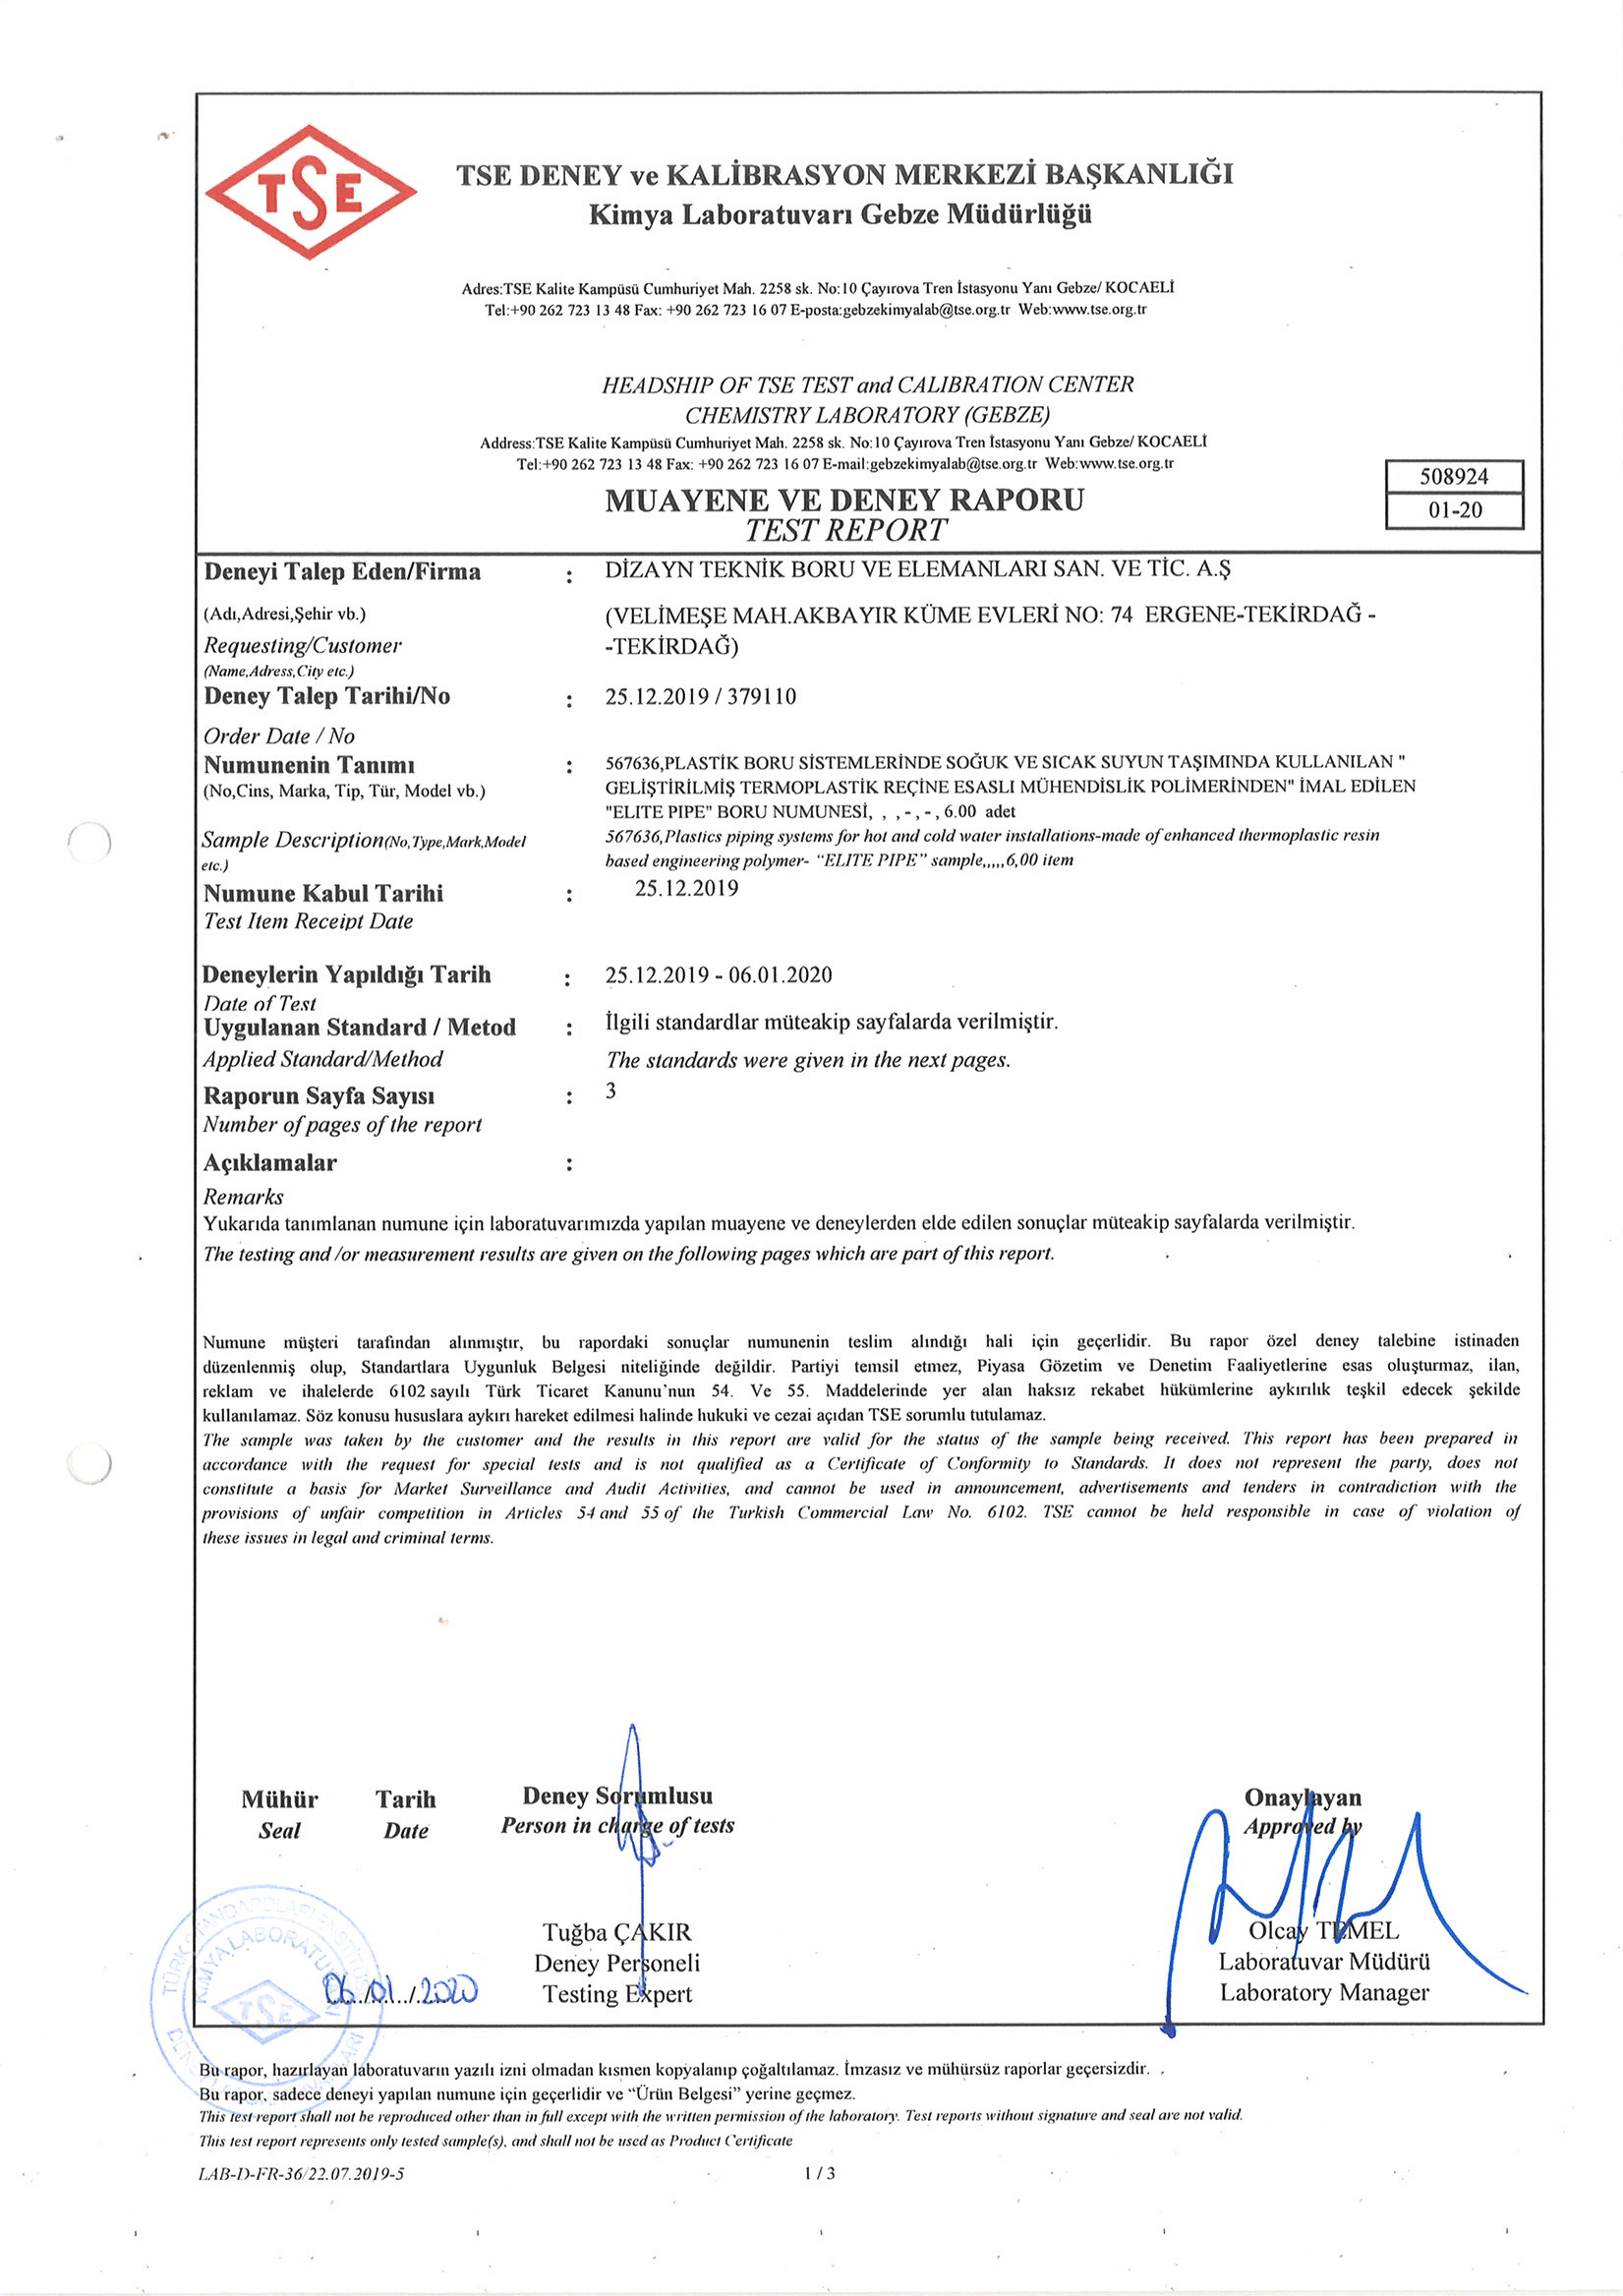 TSE
TSE DENEY ve KALİBRASYON MERKEZİ BAŞKANLIĞI
Kimya Laboratuvarı Gebze Müdürlüğü
Adres:TSE Kalite Kampüsü Cumhuriyet Mah. 2258 sk. No:10 Çayırova Tren İstasyonu Yanı Gebze/ KOCAELİ
Tel:+90 262 723 13 48 Fax: +90 262 723 16 07 E-posta:gebzekimyalab@tse.org.tr Web:www.tse.org.tr
HEADSHIP OF TSE TEST and CALIBRATION CENTER
CHEMISTRY LABORATORY (GEBZE)
Address:TSE Kalite Kampüsü Cumhuriyet Mah. 2258 sk. No:10 Çayırova Tren İstasyonu Yanı Gebze/ KOCAELİ
Tel:+90 262 723 13 48 Fax: +90 262 723 16 07 E-mail:gebzekimyalab@tse.org.tr Web:www.tse.org.tr
508924
01-20
MUAYENE VE DENEY RAPORU
TEST REPORT
Deneyi Talep Eden/Firma : DİZAYN TEKNİK BORU VE ELEMANLARI SAN. VE TİC. A.Ş
(Adı,Adresi,Şehir vb.) (VELİMEŞE MAH.AKBAYIR KÜME EVLERİ NO: 74 ERGENE-TEKİRDAĞ -
Requesting/Customer -TEKİRDAĞ)
(Name,Adress,City etc.)
Deney Talep Tarihi/No : 25.12.2019 / 379110
Order Date / No
Numunenin Tanımı : 567636,PLASTİK BORU SİSTEMLERİNDE SOĞUK VE SICAK SUYUN TAŞIMINDA KULLANILAN "
(No,Cins, Marka, Tip, Tür, Model vb.) GELİŞTİRİLMİŞ TERMOPLASTİK REÇİNE ESASLI MÜHENDİSLİK POLİMERİNDEN" İMAL EDİLEN
"ELITE PIPE" BORU NUMUNESİ, , , - , - , 6.00 adet
Sample Description(No,Type,Mark,Model 567636,Plastics piping systems for hot and cold water installations-made of enhanced thermoplastic resin
etc.) based engineering polymer- “ELITE PIPE” sample,,,,,6,00 item
Numune Kabul Tarihi : 25.12.2019
Test Item Receipt Date
Deneylerin Yapıldığı Tarih : 25.12.2019 - 06.01.2020
Date of Test
Uygulanan Standard / Metod : İlgili standardlar müteakip sayfalarda verilmiştir.
Applied Standard/Method The standards were given in the next pages.
Raporun Sayfa Sayısı : 3
Number of pages of the report
Açıklamalar :
Remarks
Yukarıda tanımlanan numune için laboratuvarımızda yapılan muayene ve deneylerden elde edilen sonuçlar müteakip sayfalarda verilmiştir.
The testing and /or measurement results are given on the following pages which are part of this report.
Numune müşteri tarafından alınmıştır, bu rapordaki sonuçlar numunenin teslim alındığı hali için geçerlidir. Bu rapor özel deney talebine istinaden
düzenlenmiş olup, Standartlara Uygunluk Belgesi niteliğinde değildir. Partiyi temsil etmez, Piyasa Gözetim ve Denetim Faaliyetlerine esas oluşturmaz, ilan,
reklam ve ihalelerde 6102 sayılı Türk Ticaret Kanunu'nun 54. Ve 55. Maddelerinde yer alan haksız rekabet hükümlerine aykırılık teşkil edecek şekilde
kullanılamaz. Söz konusu hususlara aykırı hareket edilmesi halinde hukuki ve cezai açıdan TSE sorumlu tutulamaz.
The sample was taken by the customer and the results in this report are valid for the status of the sample being received. This report has been prepared in
accordance with the request for special tests and is not qualified as a Certificate of Conformity to Standards. It does not represent the party, does not
constitute a basis for Market Surveillance and Audit Activities, and cannot be used in announcement, advertisements and tenders in contradiction with the
provisions of unfair competition in Articles 54 and 55 of the Turkish Commercial Law No. 6102. TSE cannot be held responsible in case of violation of
these issues in legal and criminal terms.
Mühür Tarih Deney Sorumlusu Onaylayan
Seal Date Person in charge of tests Approved by
Tuğba ÇAKIR Olcay TEMEL
Deney Personeli Laboratuvar Müdürü
06/01/2020 Testing Expert Laboratory Manager
TÜRK STANDARDLARI ENSTİTÜSÜ
KİMYA LABORATUVARI
TSE
Bu rapor, hazırlayan laboratuvarın yazılı izni olmadan kısmen kopyalanıp çoğaltılamaz. İmzasız ve mühürsüz raporlar geçersizdir.
Bu rapor, sadece deneyi yapılan numune için geçerlidir ve “Ürün Belgesi” yerine geçmez.
This test report shall not be reproduced other than in full except with the written permission of the laboratory. Test reports without signature and seal are not valid.
This test report represents only tested sample(s), and shall not be used as Product Certificate
LAB-D-FR-36/22.07.2019-5 1 / 3